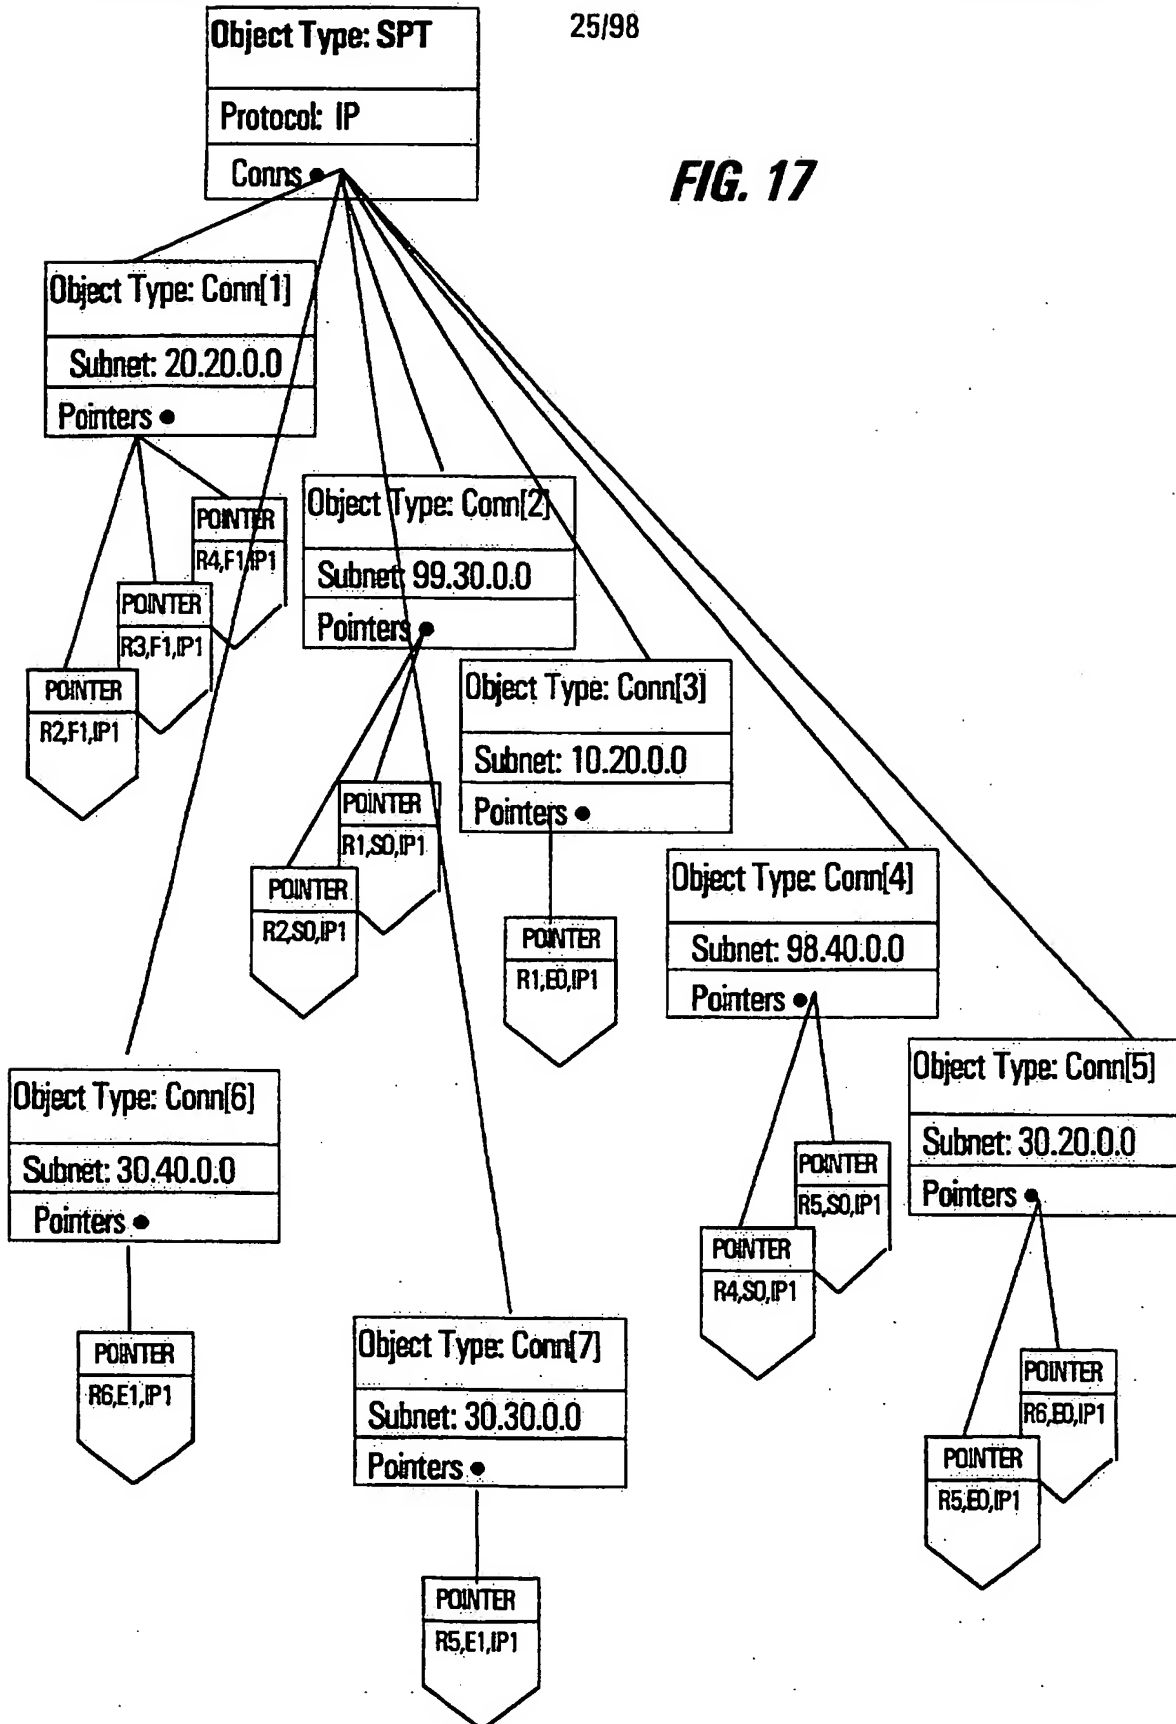 25/98
Object Type: SPT
Protocol: IP
Conns
FIG. 17
Object Type: Conn[1]
Subnet: 20.20.0.0
Pointers
POINTER
R4,F1,IP1
POINTER
R3,F1,IP1
POINTER
R2,F1,IP1
Object Type: Conn[2]
Subnet: 99.30.0.0
Pointers
POINTER
R1,S0,IP1
POINTER
R2,S0,IP1
Object Type: Conn[3]
Subnet: 10.20.0.0
Pointers
POINTER
R1,E0,IP1
Object Type: Conn[4]
Subnet: 98.40.0.0
Pointers
POINTER
R5,S0,IP1
POINTER
R4,S0,IP1
Object Type: Conn[5]
Subnet: 30.20.0.0
Pointers
POINTER
R6,E0,IP1
POINTER
R5,E0,IP1
Object Type: Conn[6]
Subnet: 30.40.0.0
Pointers
POINTER
R6,E1,IP1
Object Type: Conn[7]
Subnet: 30.30.0.0
Pointers
POINTER
R5,E1,IP1